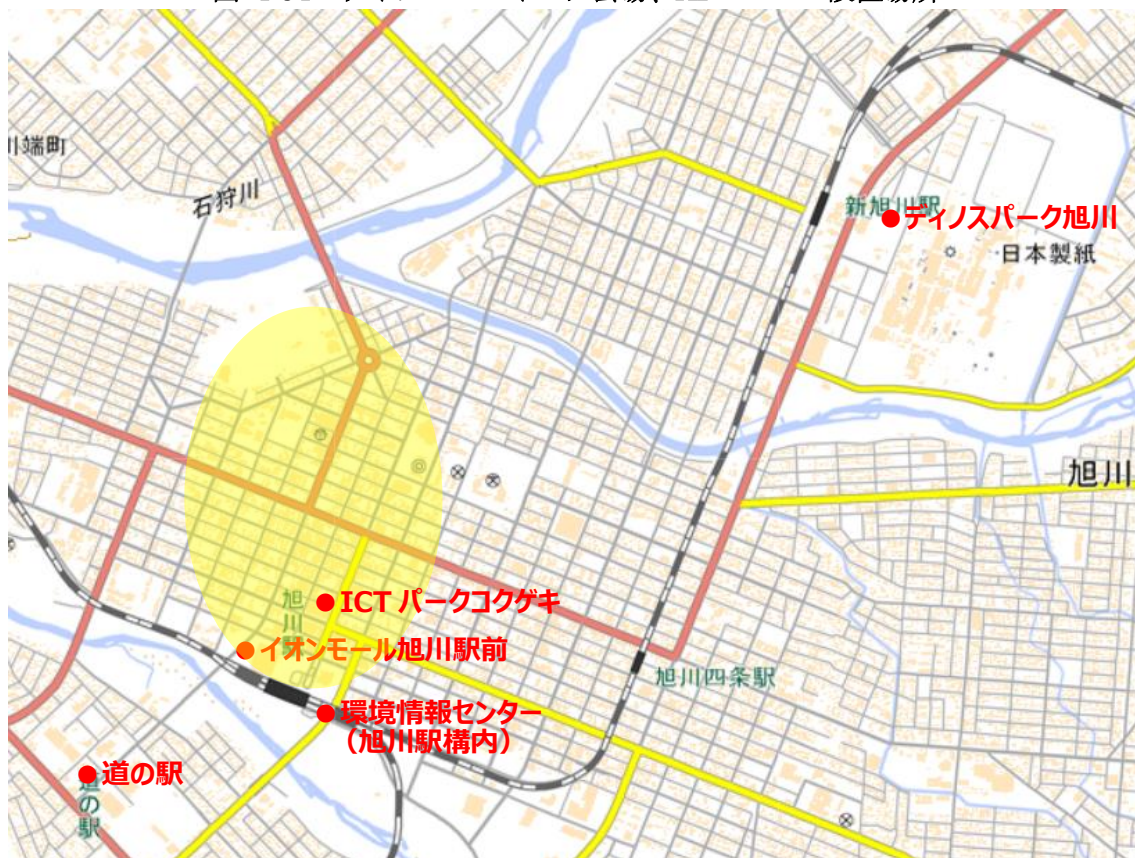 川端町
石狩川
新旭川駅
●ディノスパーク旭川
日本製紙
旭川
旭川駅
●ICT パークコクゲキ
●イオンモール旭川駅前
旭川四条駅
●環境情報センター
（旭川駅構内）
●道の駅
道の駅